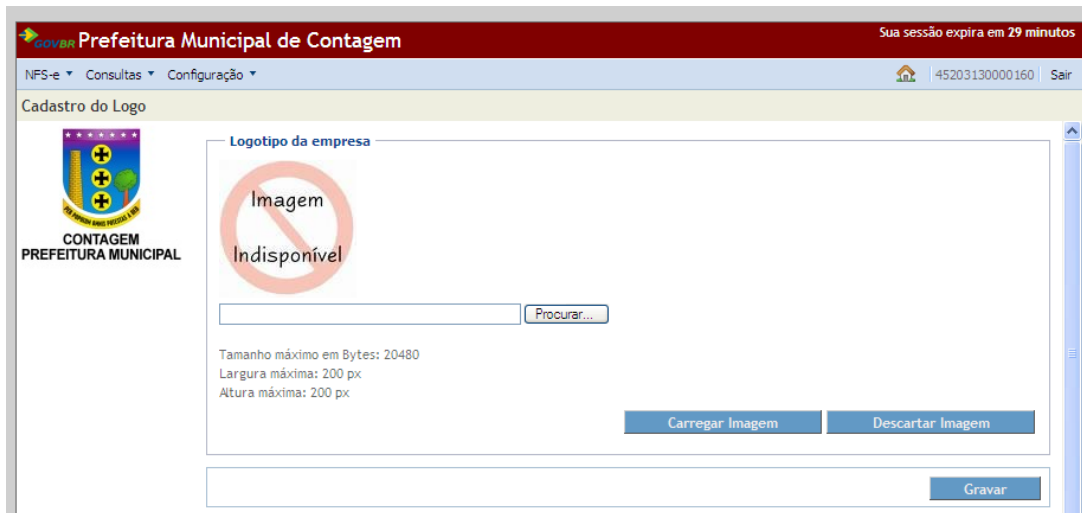 GOVBR Prefeitura Municipal de Contagem
Sua sessão expira em 29 minutos
NFS-e Consultas Configuração
45203130000160 Sair
Cadastro do Logo
CONTAGEM
PREFEITURA MUNICIPAL
Logotipo da empresa
Imagem
Indisponível
Procurar...
Tamanho máximo em Bytes: 20480
Largura máxima: 200 px
Altura máxima: 200 px
Carregar Imagem Descartar Imagem
Gravar